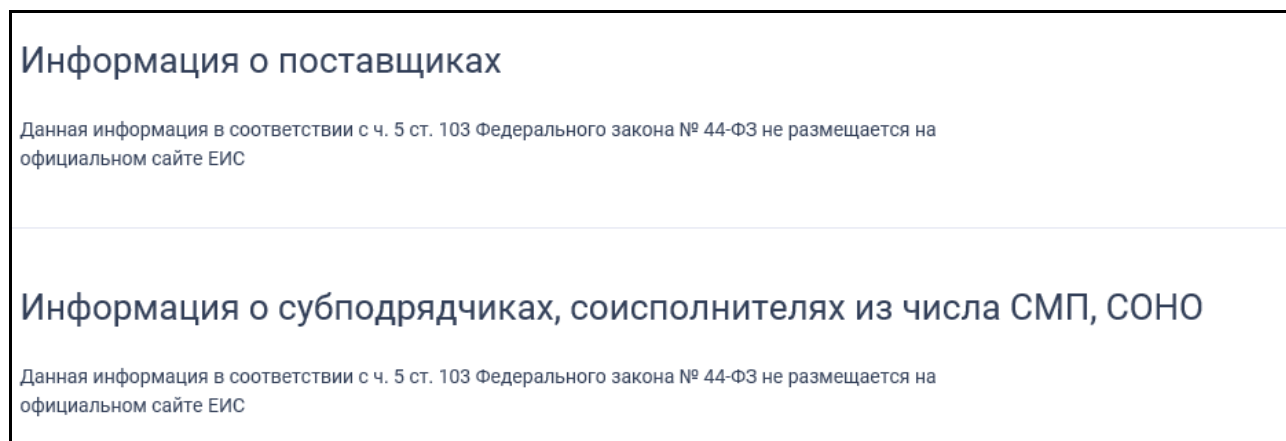 Информация о поставщиках
Данная информация в соответствии с ч. 5 ст. 103 Федерального закона № 44-ФЗ не размещается на
официальном сайте ЕИС
Информация о субподрядчиках, соисполнителях из числа СМП, СОНО
Данная информация в соответствии с ч. 5 ст. 103 Федерального закона № 44-ФЗ не размещается на
официальном сайте ЕИС